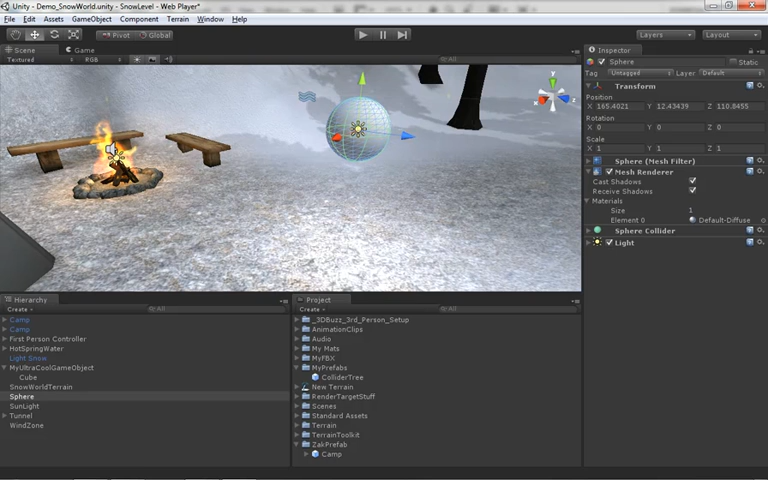 Unity - Demo_SnowWorld.unity - SnowLevel - Web Player*
File Edit Assets GameObject Component Terrain Window Help
Pivot Global Layers Layout
Scene Game
Textured RGB All
Inspector
Sphere Static
Tag Untagged Layer Default
Transform
Position
X 165.4021 Y 12.43439 Z 110.8455
Rotation
X 0 Y 0 Z 0
Scale
X 1 Y 1 Z 1
Sphere (Mesh Filter)
Mesh Renderer
Cast Shadows
Receive Shadows
Materials
Size 1
Element 0 Default-Diffuse
Sphere Collider
Light
Hierarchy
Create All
Camp
Camp
First Person Controller
HotSpringWater
Light Snow
MyUltraCoolGameObject
Cube
SnowWorldTerrain
Sphere
SunLight
Tunnel
WindZone
Project
Create All
_3DBuzz_3rd_Person_Setup
AnimationClips
Audio
My Mats
MyFBX
MyPrefabs
ColliderTree
New Terrain
RenderTargetStuff
Scenes
Standard Assets
Terrain
TerrainToolkit
ZakPrefab
Camp